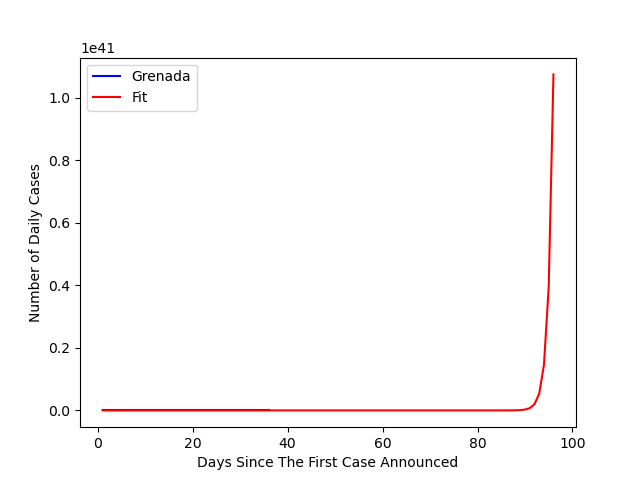 1e41
Grenada
Fit
1.0
0.8
0.6
0.4
0.2
0.0
0 20 40 60 80 100
Number of Daily Cases
Days Since The First Case Announced